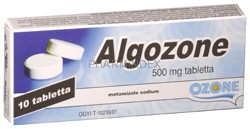 Algozone
500 mg tabletta
10 tabletta
metamizole sodium
OZONE